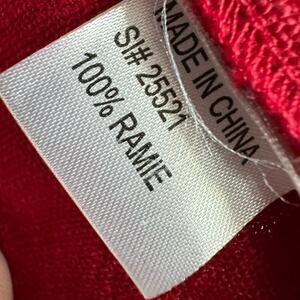 MADE IN CHINA
SI# 25521
100% RAMIE